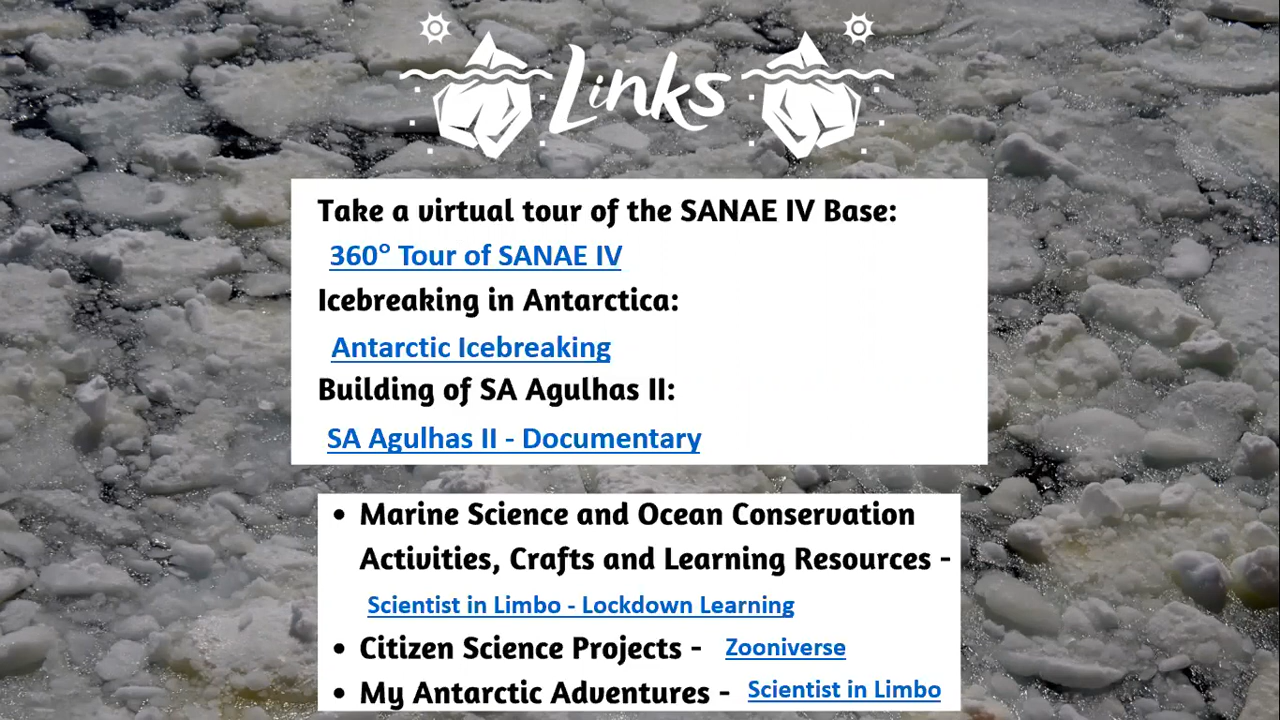 Links
Take a virtual tour of the SANAE IV Base:
360° Tour of SANAE IV
Icebreaking in Antarctica:
Antarctic Icebreaking
Building of SA Agulhas II:
SA Agulhas II - Documentary
• Marine Science and Ocean Conservation
Activities, Crafts and Learning Resources -
Scientist in Limbo - Lockdown Learning
• Citizen Science Projects - Zooniverse
• My Antarctic Adventures - Scientist in Limbo